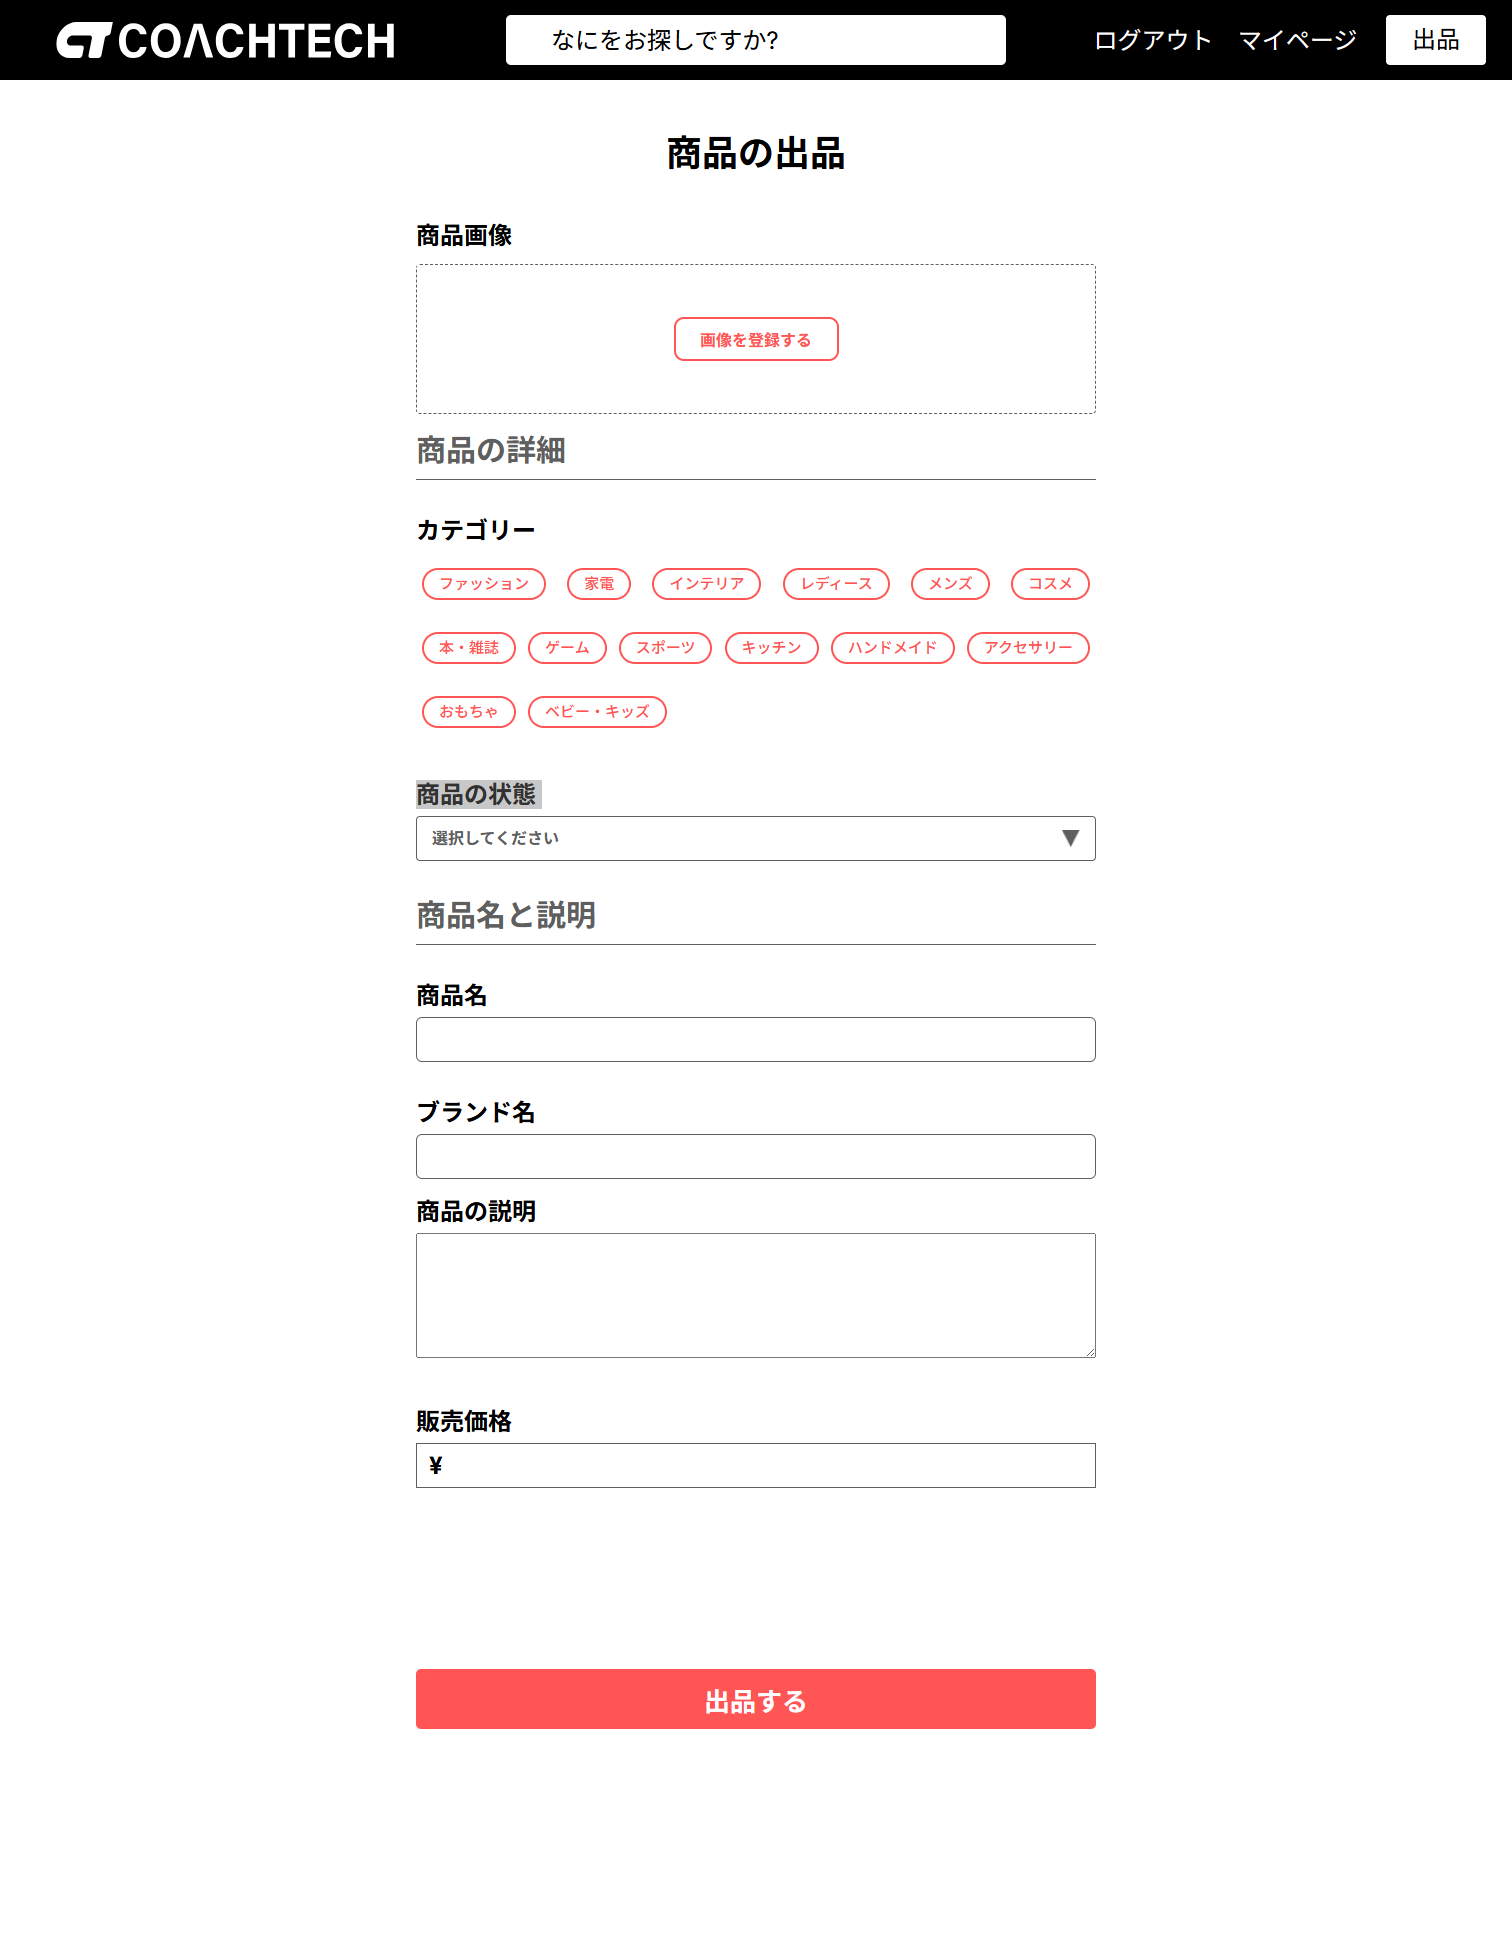 COACHTECH なにをお探しですか? ログアウト マイページ 出品
商品の出品
商品画像
画像を登録する
商品の詳細
カテゴリー
ファッション 家電 インテリア レディース メンズ コスメ
本・雑誌 ゲーム スポーツ キッチン ハンドメイド アクセサリー
おもちゃ ベビー・キッズ
商品の状態
選択してください ▼
商品名と説明
商品名
ブランド名
商品の説明
販売価格
¥
出品する